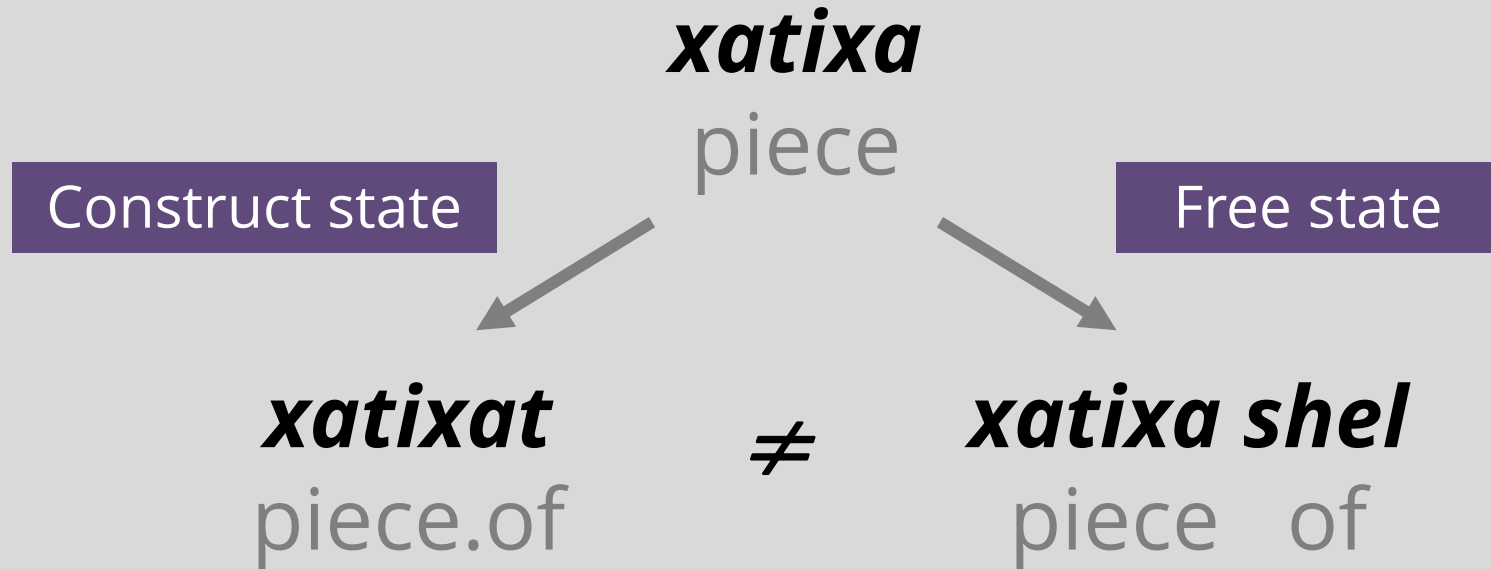 xatixa
piece
Construct state
Free state
xatixat ≠ xatixa shel
piece.of piece of